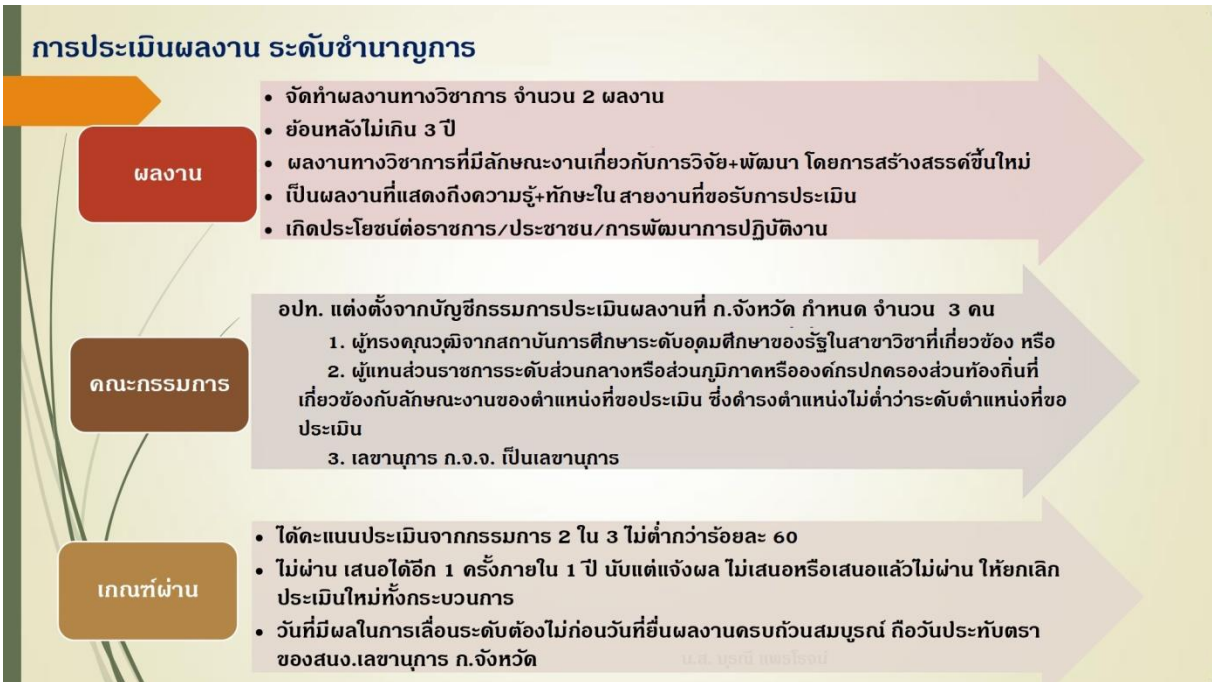 การประเมินผลงาน ระดับชำนาญการ
ผลงาน
• จัดทำผลงานทางวิชาการ จำนวน 2 ผลงาน
• ย้อนหลังไม่เกิน 3 ปี
• ผลงานทางวิชาการที่มีลักษณะงานเกี่ยวกับการวิจัย+พัฒนา โดยการสร้างสรรค์ขึ้นใหม่
• เป็นผลงานที่แสดงถึงความรู้+ทักษะใน สายงานที่ขอรับการประเมิน
• เกิดประโยชน์ต่อราชการ/ประชาชน/การพัฒนาการปฏิบัติงาน
คณะกรรมการ
อปท. แต่งตั้งจากบัญชีกรรมการประเมินผลงานที่ ก.จังหวัด กำหนด จำนวน 3 คน
1. ผู้ทรงคุณวุฒิจากสถาบันการศึกษาระดับอุดมศึกษาของรัฐในสาขาวิชาที่เกี่ยวข้อง หรือ
2. ผู้แทนส่วนราชการระดับส่วนกลางหรือส่วนภูมิภาคหรือองค์กรปกครองส่วนท้องถิ่นที่
เกี่ยวข้องกับลักษณะงานของตำแหน่งที่ขอประเมิน ซึ่งดำรงตำแหน่งไม่ต่ำว่าระดับตำแหน่งที่ขอ
ประเมิน
3. เลขานุการ ก.จ.จ. เป็นเลขานุการ
เกณฑ์ผ่าน
• ได้คะแนนประเมินจากกรรมการ 2 ใน 3 ไม่ต่ำกว่าร้อยละ 60
• ไม่ผ่าน เสนอได้อีก 1 ครั้งภายใน 1 ปี นับแต่แจ้งผล ไม่เสนอหรือเสนอแล้วไม่ผ่าน ให้ยกเลิก
ประเมินใหม่ทั้งกระบวนการ
• วันที่มีผลในการเลื่อนระดับต้องไม่ก่อนวันที่ยื่นผลงานครบถ้วนสมบูรณ์ ถือวันประทับตรา
ของสนง.เลขานุการ ก.จังหวัด